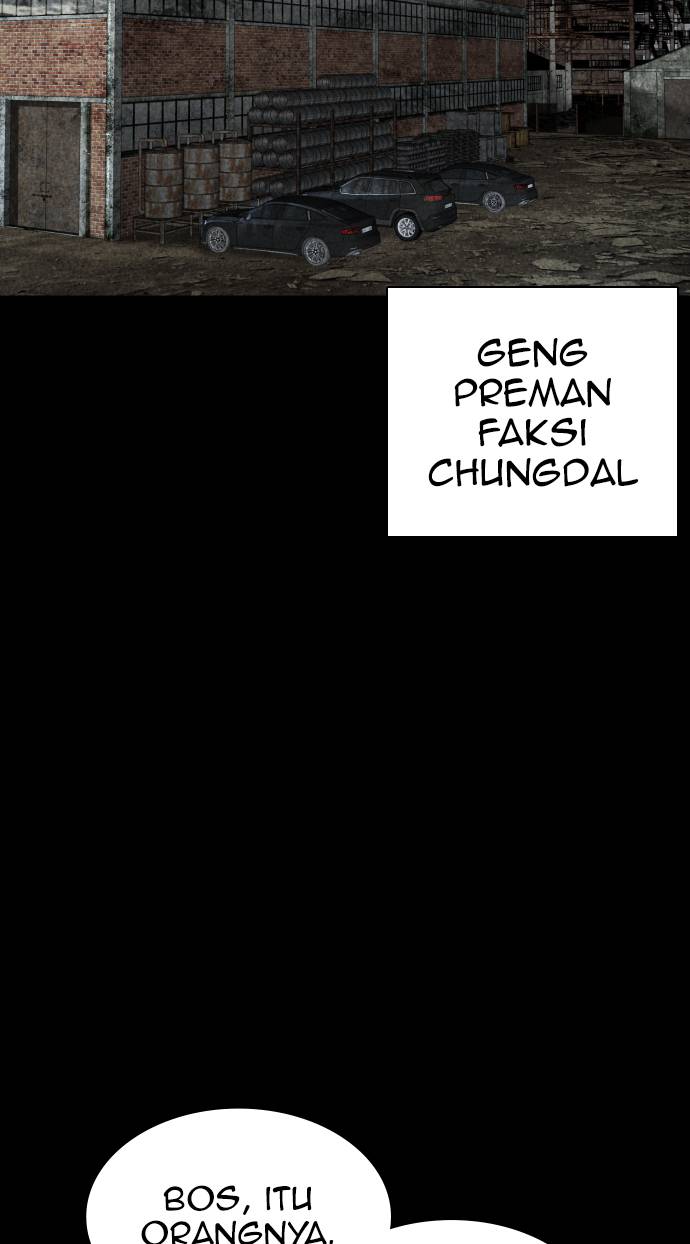 GENG
PREMAN
FAKSI
CHUNGDAL
BOS, ITU
ORANGNYA.